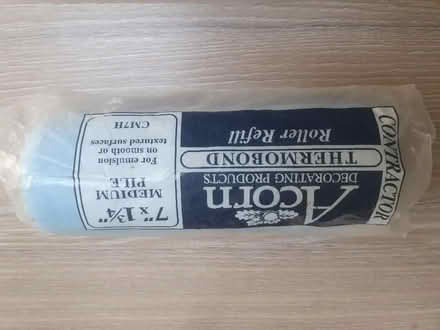 CONTRACTOR
Acorn
DECORATING PRODUCTS
THERMOBOND
Roller Refill
7" x 1¾"
MEDIUM
PILE
For emulsion
on smooth or
textured surfaces
CM7H